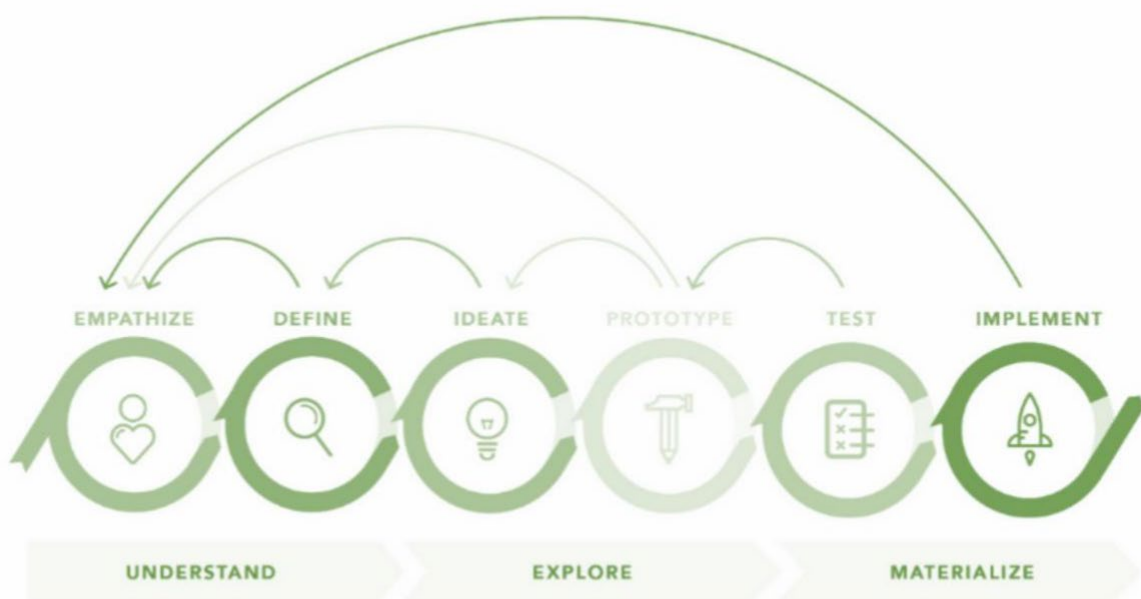 EMPATHIZE
DEFINE
IDEATE
PROTOTYPE
TEST
IMPLEMENT
UNDERSTAND
EXPLORE
MATERIALIZE